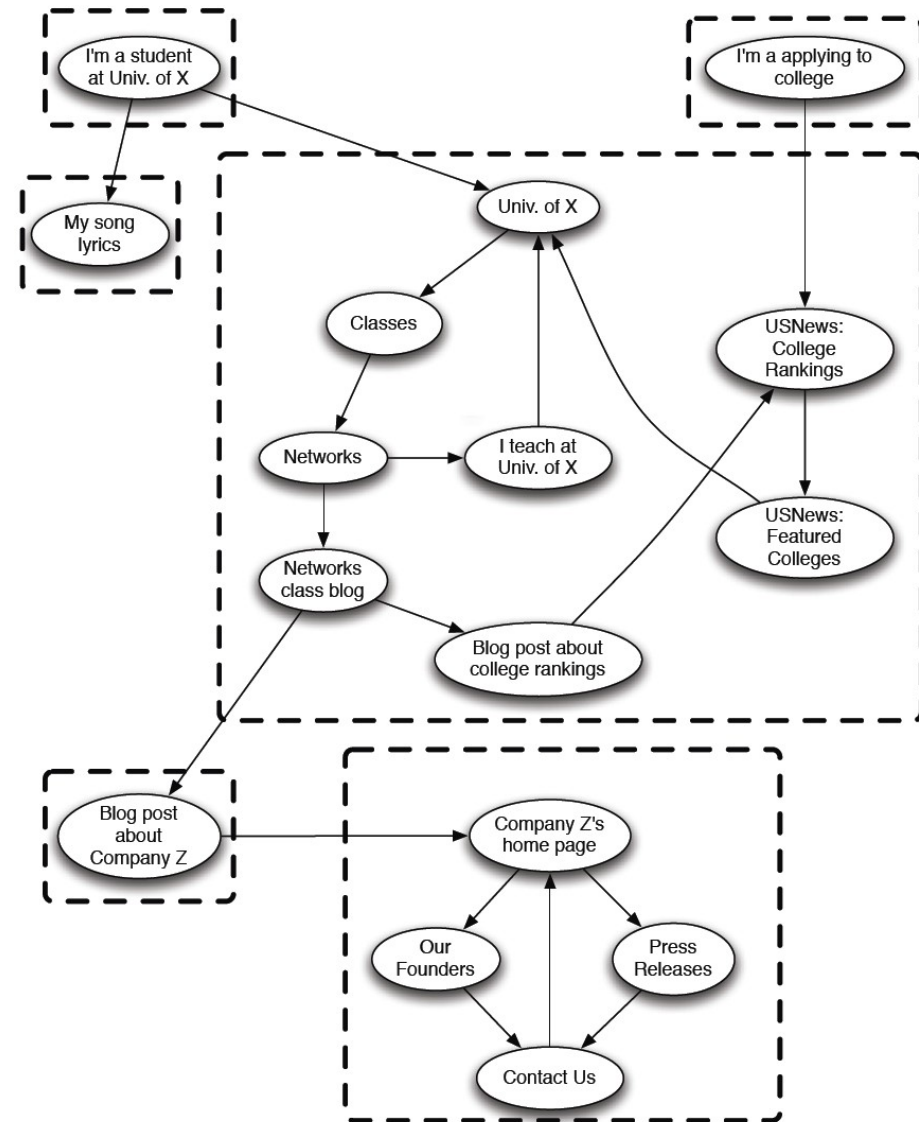 I'm a student
at Univ. of X
I'm a applying to
college
My song
lyrics
Univ. of X
Classes
USNews:
College
Rankings
Networks
I teach at
Univ. of X
USNews:
Featured
Colleges
Networks
class blog
Blog post about
college rankings
Blog post
about
Company Z
Company Z's
home page
Our
Founders
Press
Releases
Contact Us